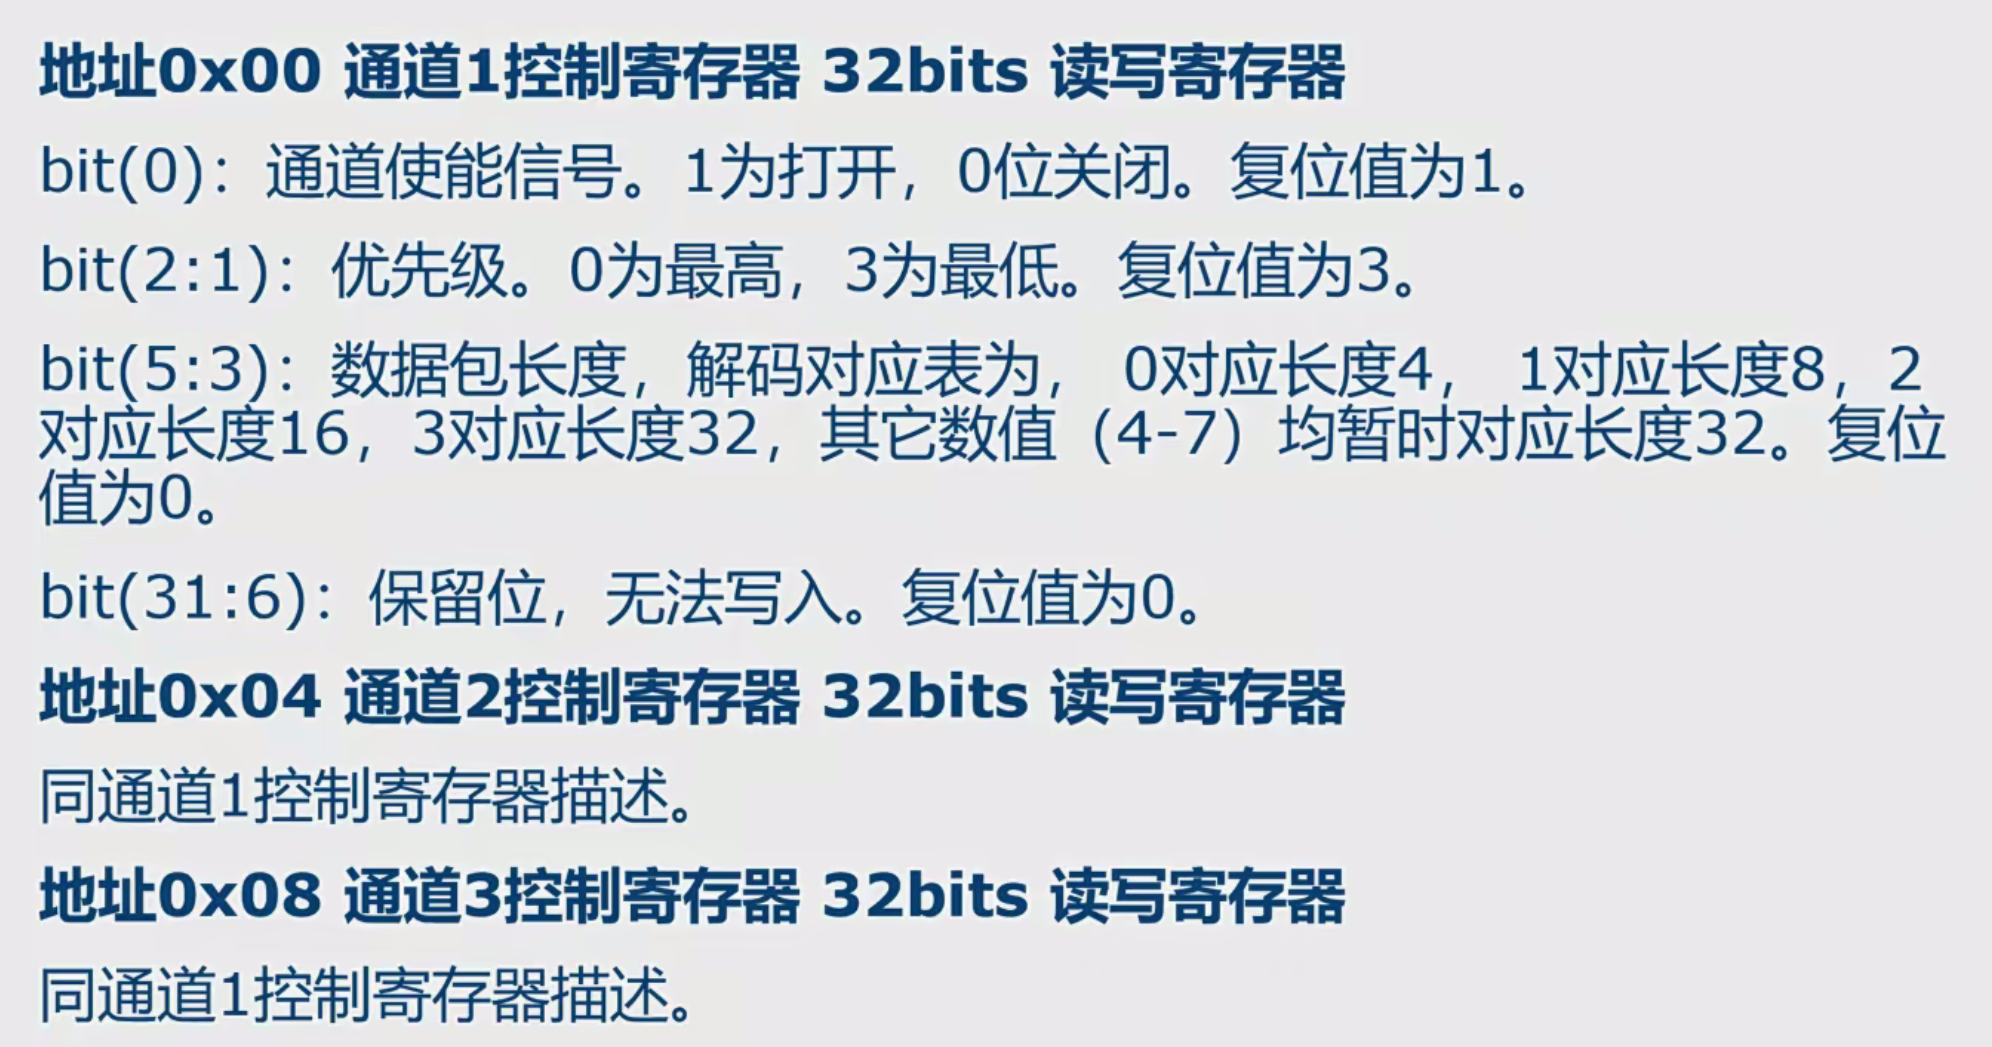 地址0x00 通道1控制寄存器 32bits 读写寄存器
bit(0)：通道使能信号。1为打开，0位关闭。复位值为1。
bit(2:1)：优先级。0为最高，3为最低。复位值为3。
bit(5:3)：数据包长度，解码对应表为， 0对应长度4， 1对应长度8，2
对应长度16，3对应长度32，其它数值（4-7）均暂时对应长度32。复位
值为0。
bit(31:6)：保留位，无法写入。复位值为0。
地址0x04 通道2控制寄存器 32bits 读写寄存器
同通道1控制寄存器描述。
地址0x08 通道3控制寄存器 32bits 读写寄存器
同通道1控制寄存器描述。